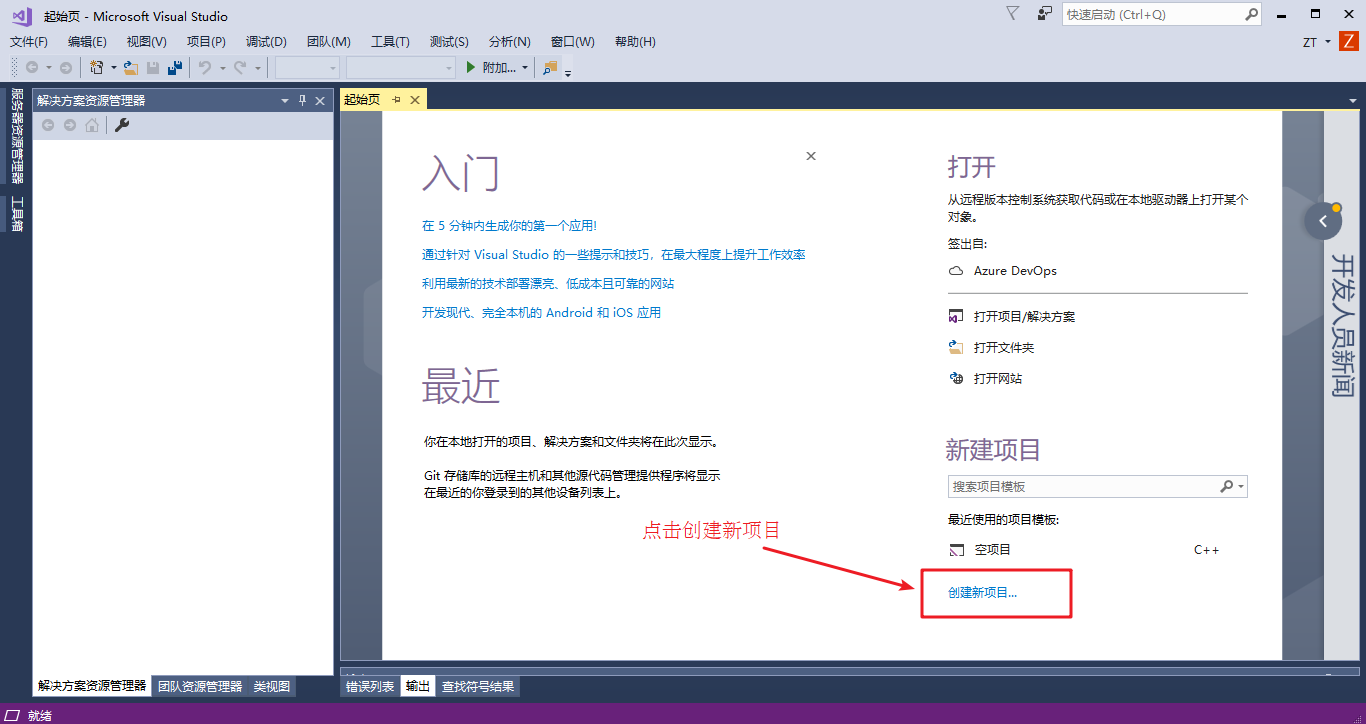 起始页 - Microsoft Visual Studio
快速启动 (Ctrl+Q)
文件(F) 编辑(E) 视图(V) 项目(P) 调试(D) 团队(M) 工具(T) 测试(S) 分析(N) 窗口(W) 帮助(H)
ZT
Z
附加...
服务器资源管理器
工具箱
解决方案资源管理器
起始页
入门
在 5 分钟内生成你的第一个应用!
通过针对 Visual Studio 的一些提示和技巧，在最大程度上提升工作效率
利用最新的技术部署漂亮、低成本且可靠的网站
开发现代、完全本机的 Android 和 iOS 应用
最近
你在本地打开的项目、解决方案和文件夹将在此次显示。
Git 存储库的远程主机和其他源代码管理提供程序将显示
在最近的你登录到的其他设备列表上。
点击创建新项目
打开
从远程版本控制系统获取代码或在本地驱动器上打开某个
对象。
签出自:
Azure DevOps
打开项目/解决方案
打开文件夹
打开网站
新建项目
搜索项目模板
最近使用的项目模板:
空项目 C++
创建新项目...
开发人员新闻
解决方案资源管理器 团队资源管理器 类视图
错误列表 输出 查找符号结果
就绪